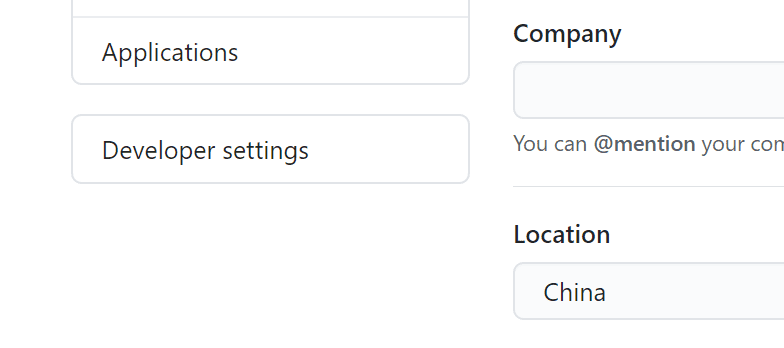 Applications
Developer settings
Company
You can @mention your com
Location
China